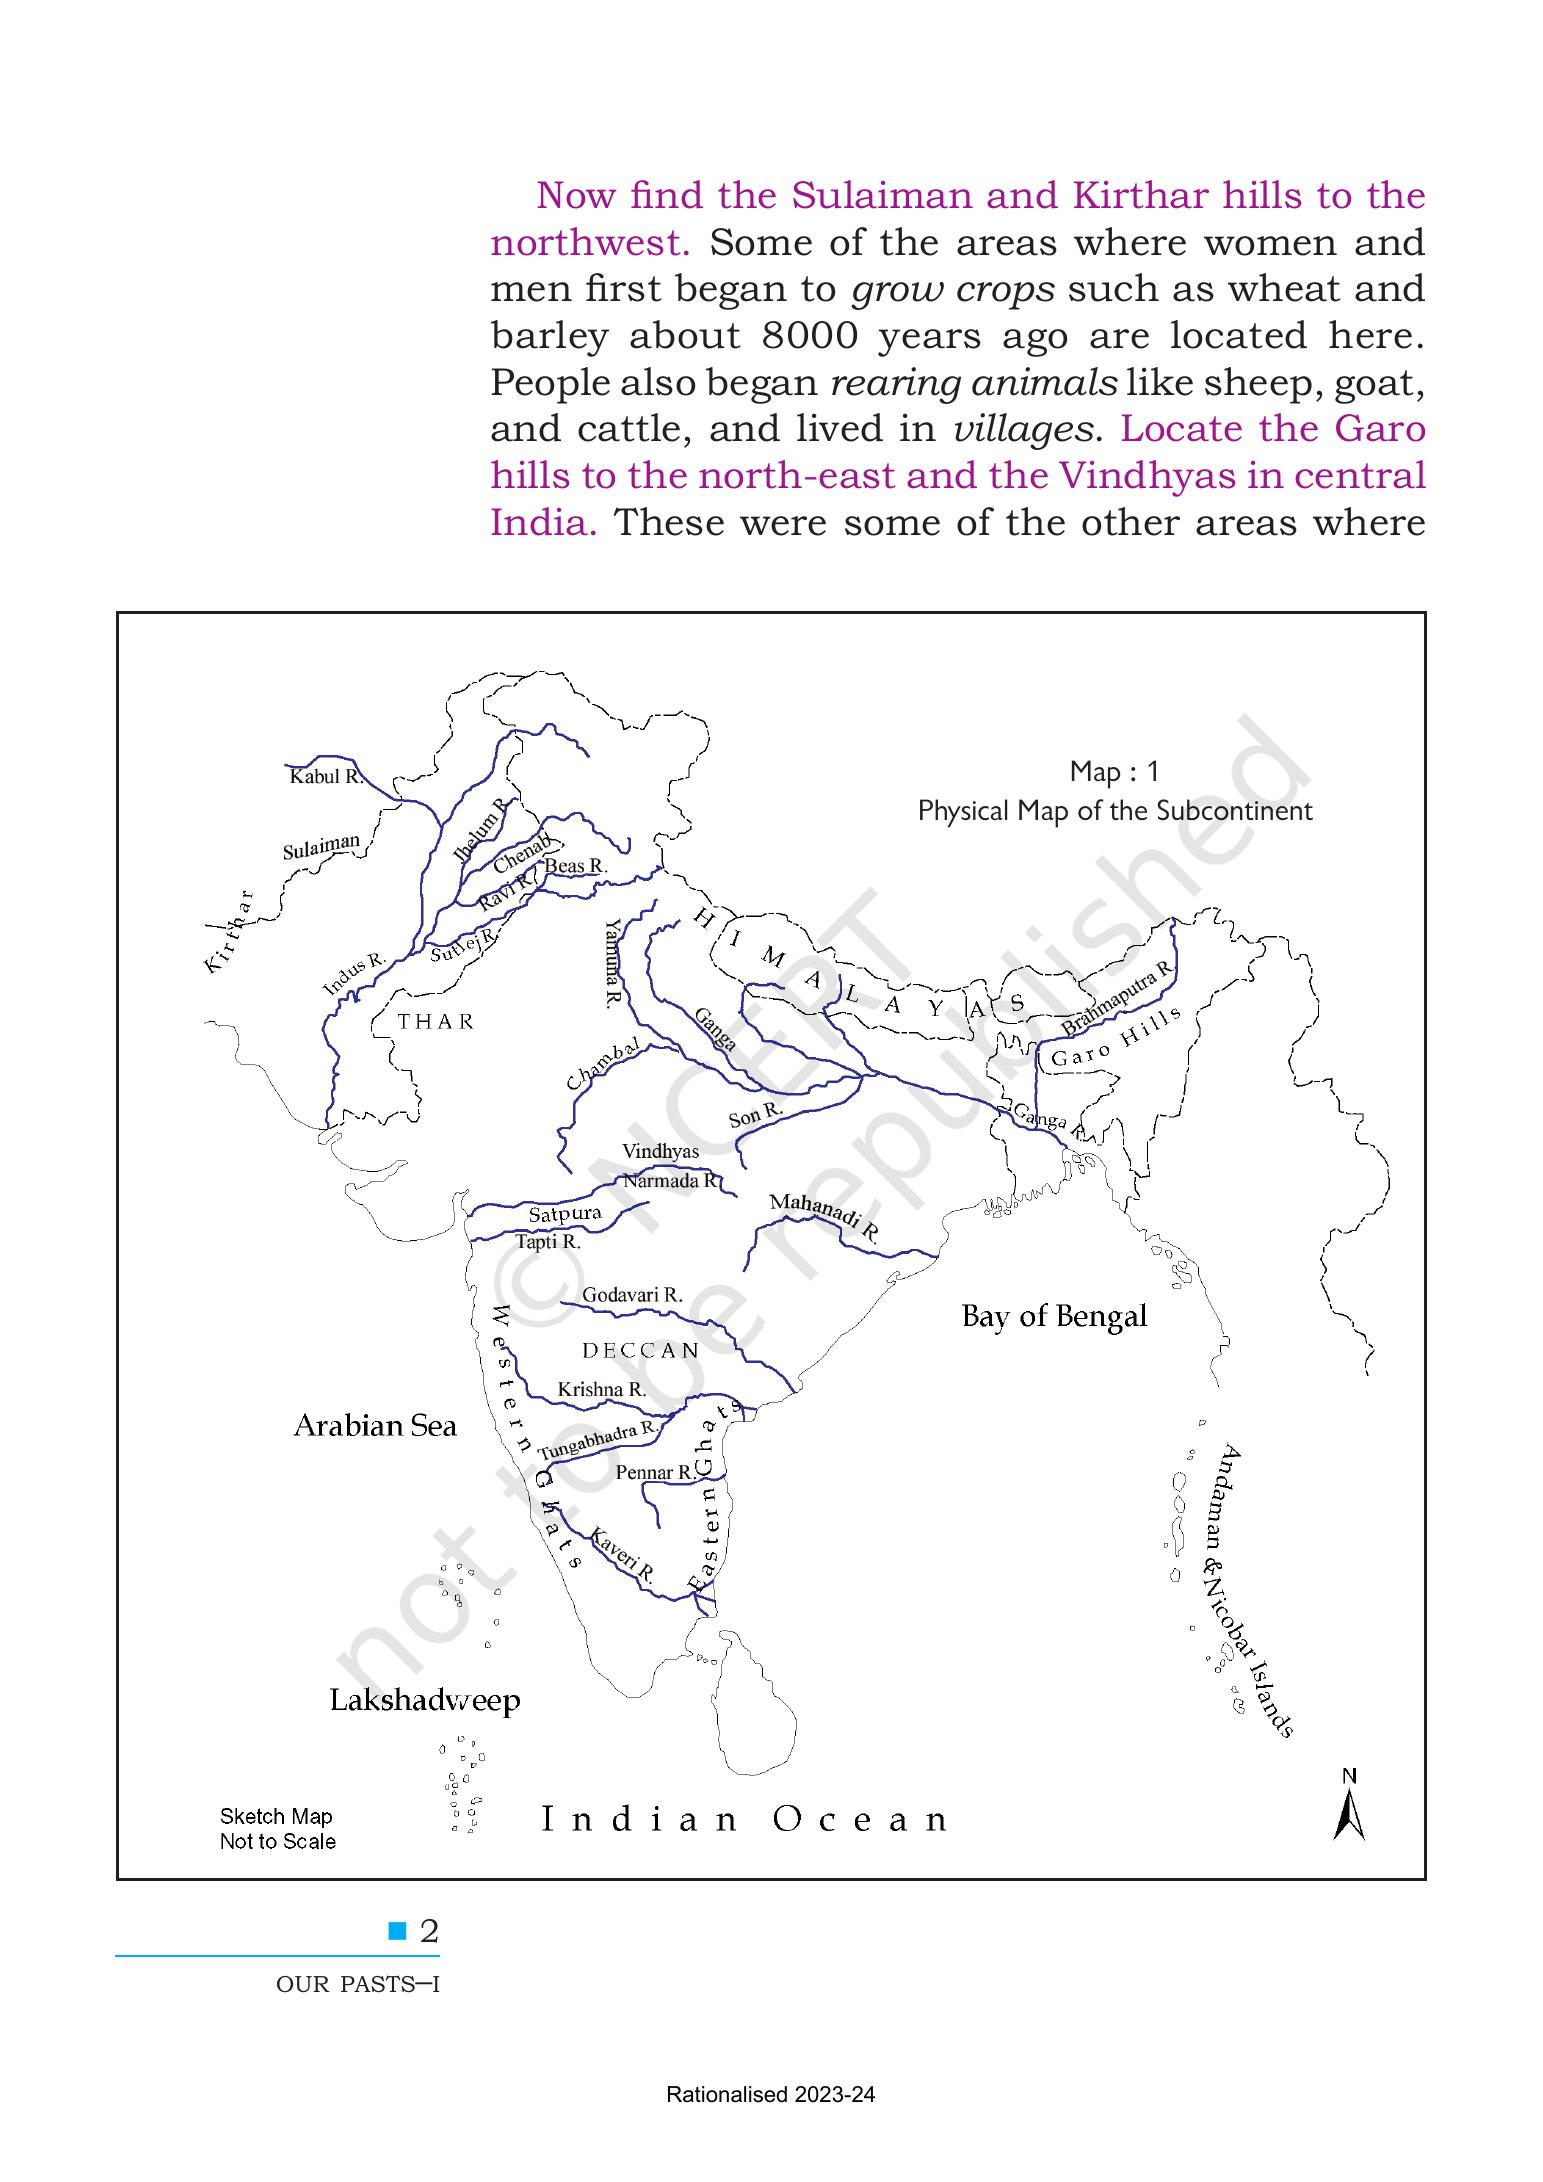 Now find the Sulaiman and Kirthar hills to the
northwest. Some of the areas where women and
men first began to grow crops such as wheat and
barley about 8000 years ago are located here.
People also began rearing animals like sheep, goat,
and cattle, and lived in villages. Locate the Garo
hills to the north-east and the Vindhyas in central
India. These were some of the other areas where
Map : 1
Physical Map of the Subcontinent
Kabul R.
Jhelum R.
Sulaiman
Chenab
Beas R.
Ravi R.
Kirthar
Sutlej R.
Indus R.
THAR
Yamuna R.
HIMALAYAS
Brahmaputra R.
Ganga
Garo Hills
Chambal
Son R.
Ganga R.
Vindhyas
Narmada R.
Satpura
Tapti R.
Mahanadi R.
Godavari R.
Bay of Bengal
DECCAN
Western Ghats
Krishna R.
Arabian Sea
Tungabhadra R.
Pennar R.
Eastern Ghats
Kaveri R.
Andaman & Nicobar Islands
Lakshadweep
Indian Ocean
N
Sketch Map
Not to Scale
© NCERT
not to be republished
2
OUR PASTS–I
Rationalised 2023-24